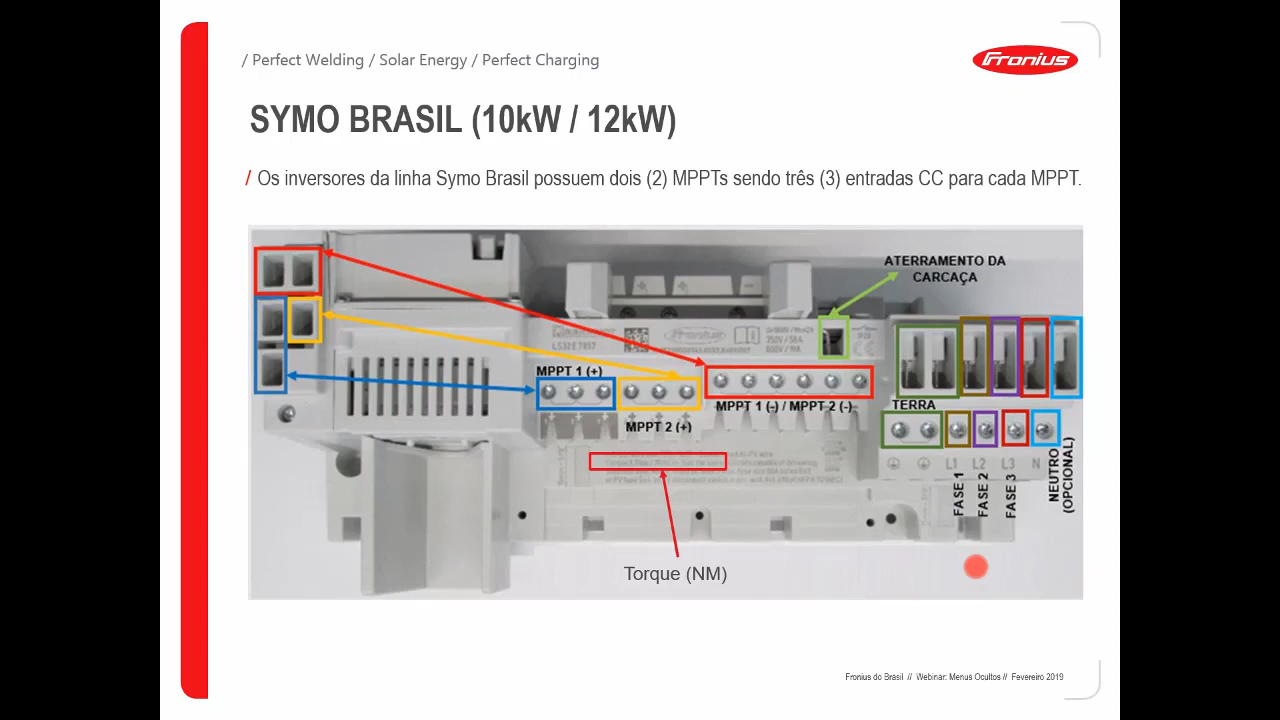 / Perfect Welding / Solar Energy / Perfect Charging
Fronius
SYMO BRASIL (10kW / 12kW)
/ Os inversores da linha Symo Brasil possuem dois (2) MPPTs sendo três (3) entradas CC para cada MPPT.
ATERRAMENTO DA
CARCAÇA
Fronius
MPPT 1 (+)
MPPT 1 (-) / MPPT 2 (-)
MPPT 2 (+)
TERRA
L1
L2
L3
N
FASE 1
FASE 2
FASE 3
NEUTRO
(OPCIONAL)
Torque (NM)
Fronius do Brasil // Webinar: Menus Ocultos // Fevereiro 2019